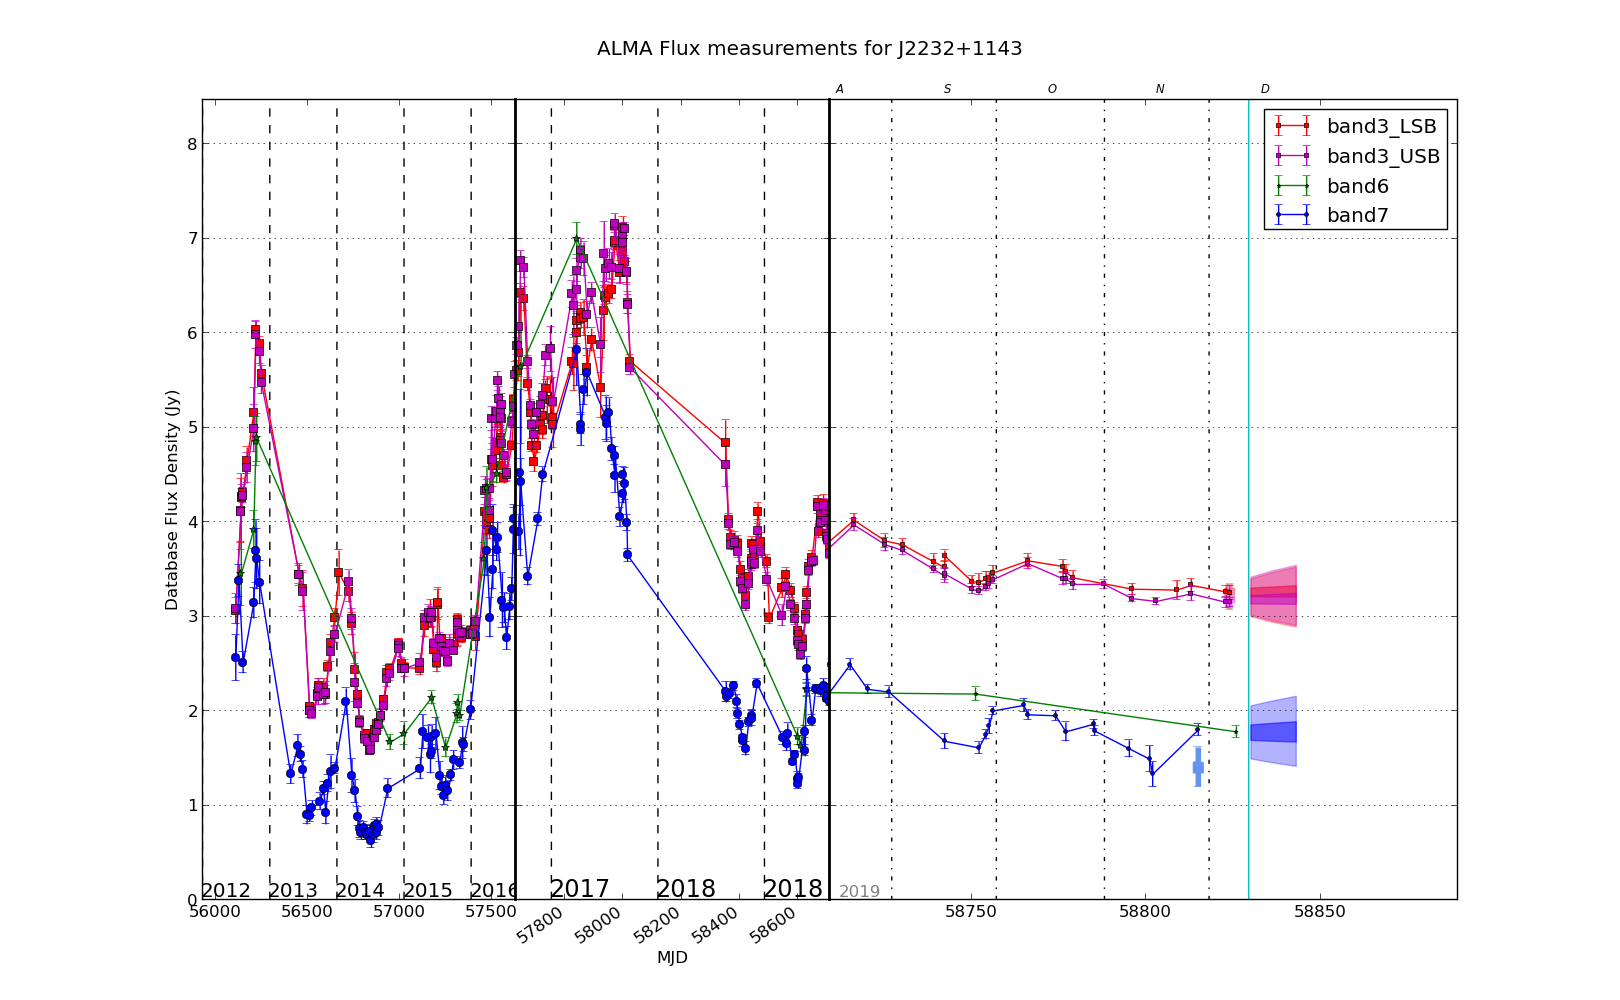 ALMA Flux measurements for J2232+1143
A S O N D
band3_LSB
band3_USB
band6
band7
Database Flux Density (Jy)
8
7
6
5
4
3
2
1
0
2012 2013 2014 2015 2016 2017 2018 2018 2019
56000 56500 57000 57500 57800 58000 58200 58400 58600 58750 58800 58850
MJD